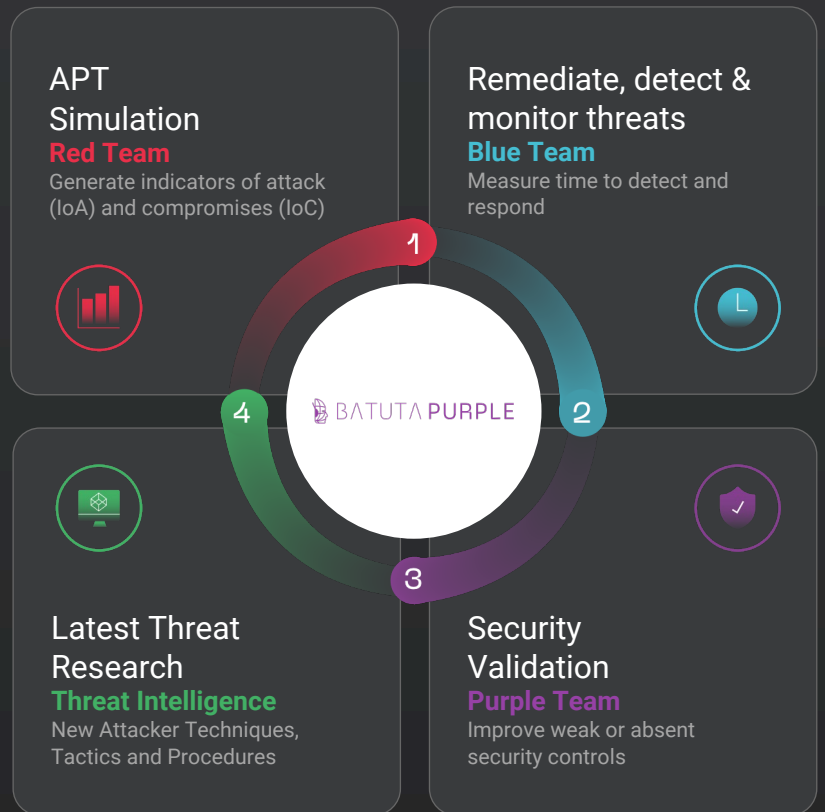 APT
Simulation
Red Team
Generate indicators of attack
(IoA) and compromises (IoC)
Remediate, detect &
monitor threats
Blue Team
Measure time to detect and
respond
1
2
3
4
BATUTA PURPLE
Latest Threat
Research
Threat Intelligence
New Attacker Techniques,
Tactics and Procedures
Security
Validation
Purple Team
Improve weak or absent
security controls